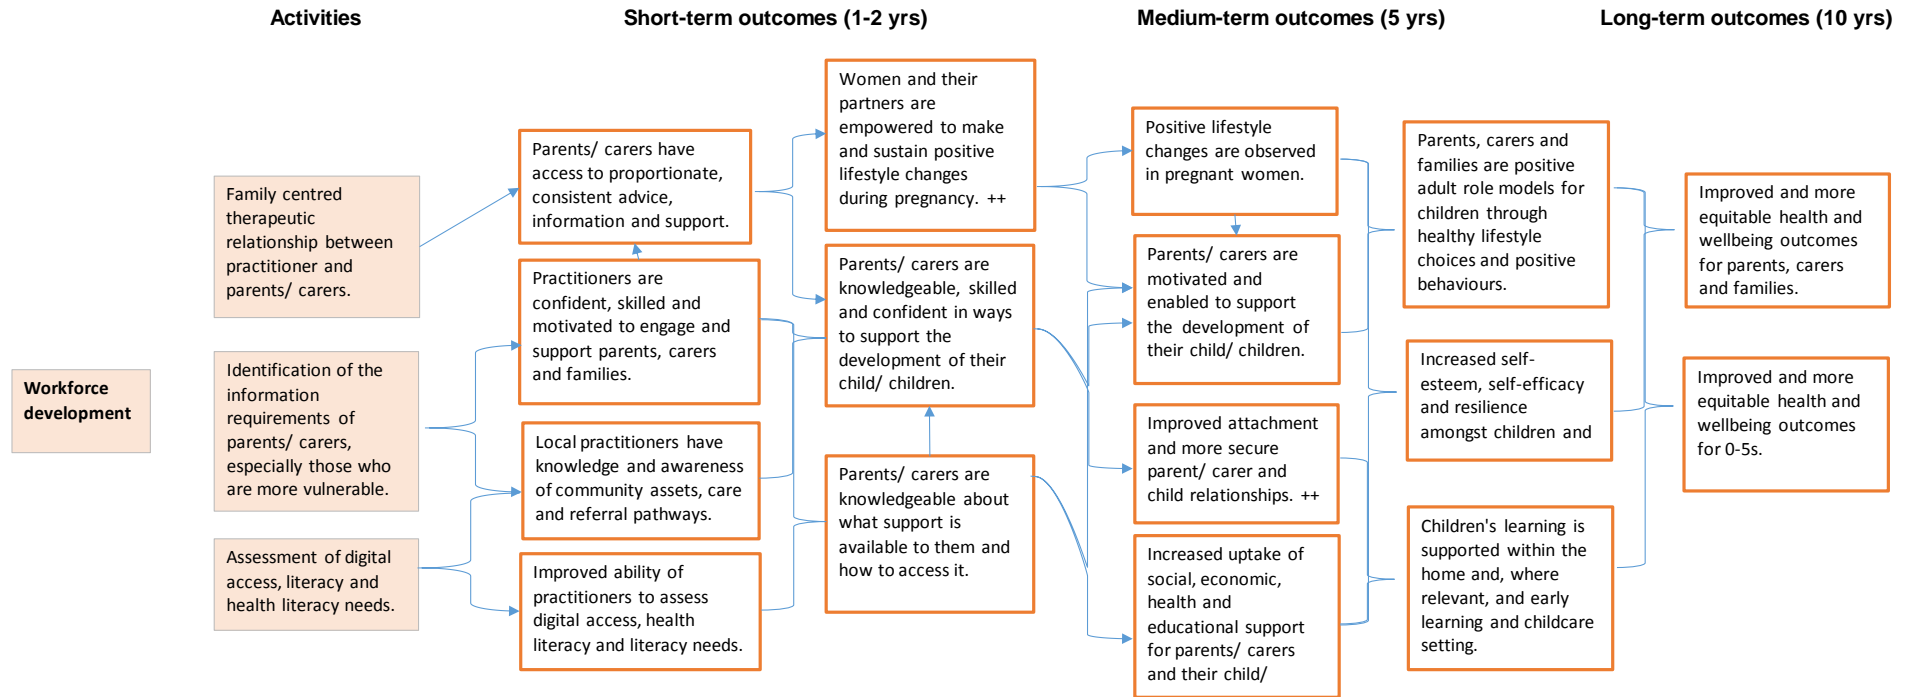 Activities
Short-term outcomes (1-2 yrs)
Medium-term outcomes (5 yrs)
Long-term outcomes (10 yrs)
Workforce
development
Family centred
therapeutic
relationship between
practitioner and
parents/ carers.
Identification of the
information
requirements of
parents/ carers,
especially those who
are more vulnerable.
Assessment of digital
access, literacy and
health literacy needs.
Parents/ carers have
access to proportionate,
consistent advice,
information and support.
Practitioners are
confident, skilled and
motivated to engage and
support parents, carers
and families.
Local practitioners have
knowledge and awareness
of community assets, care
and referral pathways.
Improved ability of
practitioners to assess
digital access, health
literacy and literacy needs.
Women and their
partners are
empowered to make
and sustain positive
lifestyle changes
during pregnancy. ++
Parents/ carers are
knowledgeable, skilled
and confident in ways
to support the
development of their
child/ children.
Parents/ carers are
knowledgeable about
what support is
available to them and
how to access it.
Positive lifestyle
changes are observed
in pregnant women.
Parents/ carers are
motivated and
enabled to support
the development of
their child/ children.
Improved attachment
and more secure
parent/ carer and
child relationships. ++
Increased uptake of
social, economic,
health and
educational support
for parents/ carers
and their child/
Parents, carers and
families are positive
adult role models for
children through
healthy lifestyle
choices and positive
behaviours.
Increased self-
esteem, self-efficacy
and resilience
amongst children and
Children's learning is
supported within the
home and, where
relevant, and early
learning and childcare
setting.
Improved and more
equitable health and
wellbeing outcomes
for parents, carers
and families.
Improved and more
equitable health and
wellbeing outcomes
for 0-5s.